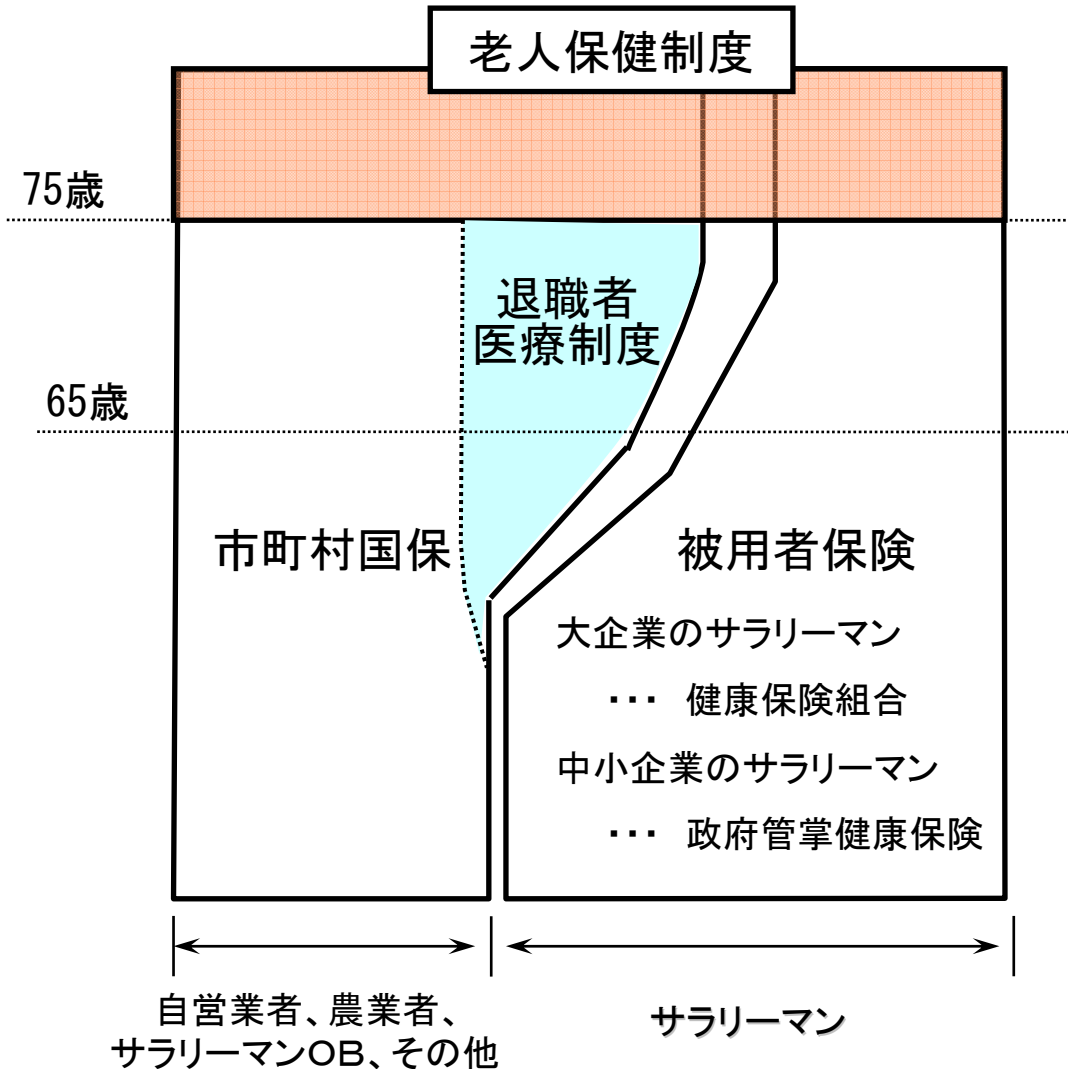 老人保健制度
75歳
退職者
医療制度
65歳
市町村国保
被用者保険
大企業のサラリーマン
･･･ 健康保険組合
中小企業のサラリーマン
･･･ 政府管掌健康保険
自営業者、農業者、
サラリーマンOB、その他
サラリーマン